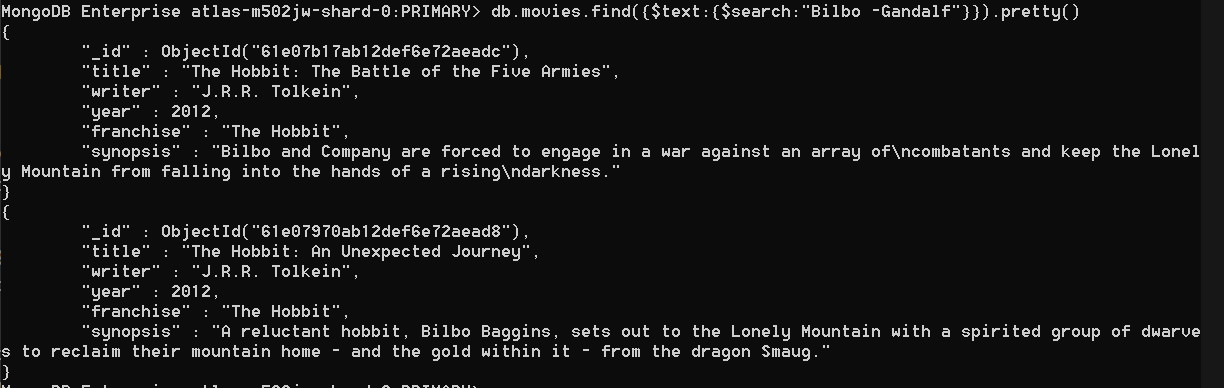 MongoDB Enterprise atlas-m502jw-shard-0:PRIMARY> db.movies.find({$text:{$search:"Bilbo -Gandalf"}}).pretty()
{
"_id" : ObjectId("61e07b17ab12def6e72aeadc"),
"title" : "The Hobbit: The Battle of the Five Armies",
"writer" : "J.R.R. Tolkein",
"year" : 2012,
"franchise" : "The Hobbit",
"synopsis" : "Bilbo and Company are forced to engage in a war against an array of\ncombatants and keep the Lonel
y Mountain from falling into the hands of a rising\ndarkness."
}
{
"_id" : ObjectId("61e07970ab12def6e72aead8"),
"title" : "The Hobbit: An Unexpected Journey",
"writer" : "J.R.R. Tolkein",
"year" : 2012,
"franchise" : "The Hobbit",
"synopsis" : "A reluctant hobbit, Bilbo Baggins, sets out to the Lonely Mountain with a spirited group of dwarve
s to reclaim their mountain home - and the gold within it - from the dragon Smaug."
}